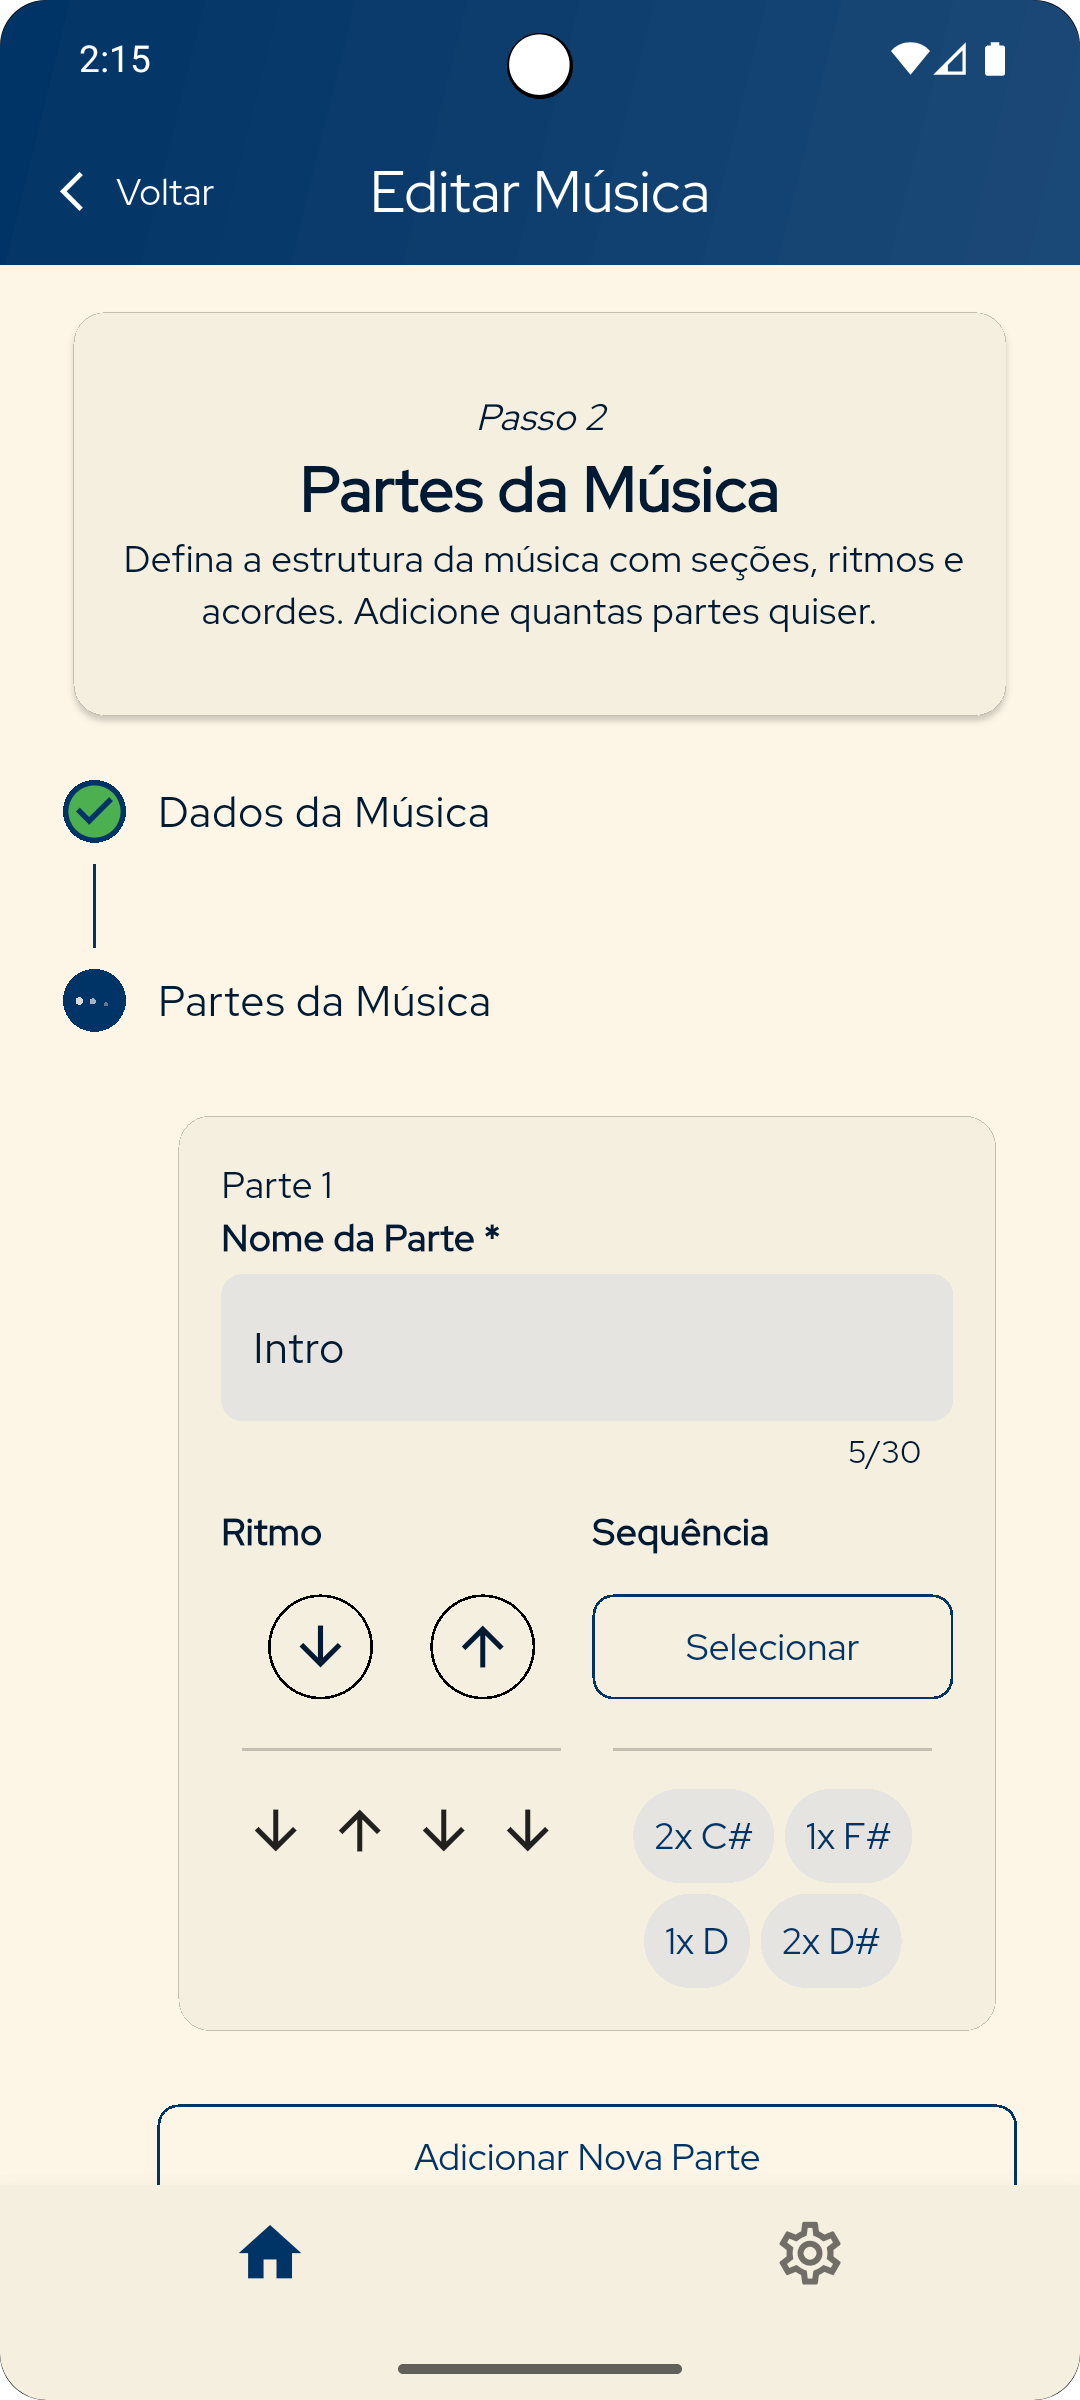 2:15
Voltar
Editar Música
Passo 2
Partes da Música
Defina a estrutura da música com seções, ritmos e
acordes. Adicione quantas partes quiser.
Dados da Música
Partes da Música
Parte 1
Nome da Parte *
Intro
5/30
Ritmo
Sequência
Selecionar
2x C#
1x F#
1x D
2x D#
Adicionar Nova Parte